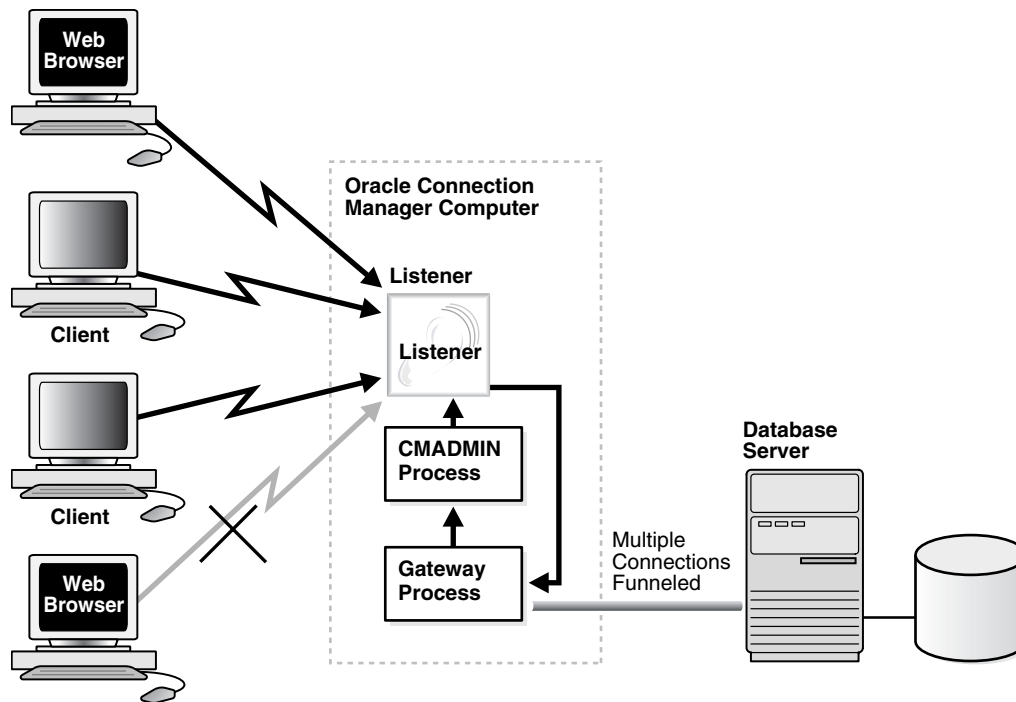 Web
Browser
Oracle Connection
Manager Computer
Listener
Client
Listener
CMADMIN
Process
Database
Server
Client
Multiple
Connections
Funneled
Gateway
Process
Web
Browser